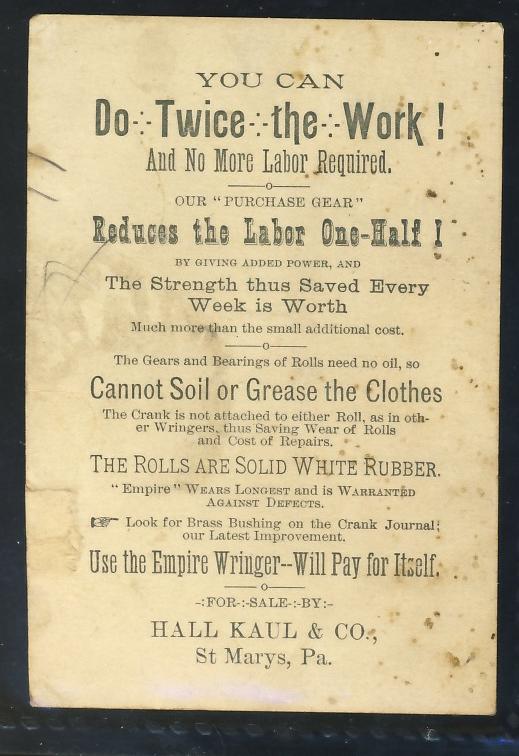 YOU CAN
Do·:·Twice·:·the·:·Work !
And No More Labor Required.
—o—
OUR "PURCHASE GEAR"
Reduces the Labor One-Half !
BY GIVING ADDED POWER, AND
The Strength thus Saved Every
Week is Worth
Much more than the small additional cost.
—o—
The Gears and Bearings of Rolls need no oil, so
Cannot Soil or Grease the Clothes
The Crank is not attached to either Roll, as in oth-
er Wringers, thus Saving Wear of Rolls
and Cost of Repairs.
THE ROLLS ARE SOLID WHITE RUBBER.
"Empire" WEARS LONGEST and is WARRANTED
AGAINST DEFECTS.
☞ Look for Brass Bushing on the Crank Journal;
our Latest Improvement.
Use the Empire Wringer--Will Pay for Itself.
—o—
-:FOR-:-SALE-:-BY:-
HALL KAUL & CO.,
St Marys, Pa.